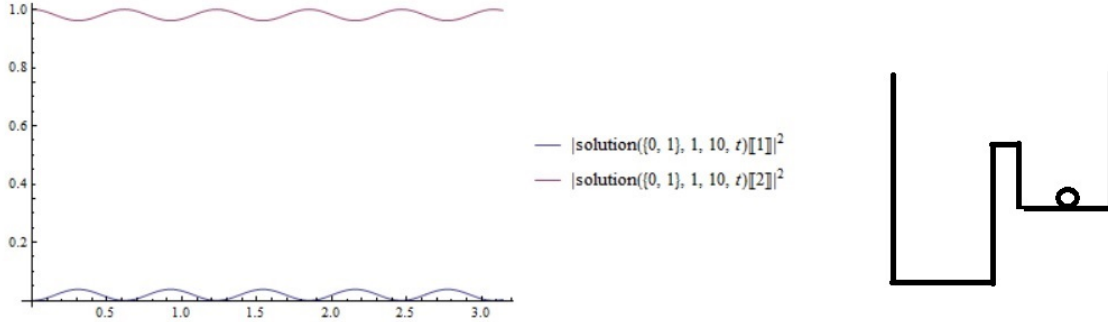 1.0
0.8
0.6
0.4
0.2
0.5 1.0 1.5 2.0 2.5 3.0
|solution({0, 1}, 1, 10, t)[[1]]|²
|solution({0, 1}, 1, 10, t)[[2]]|²